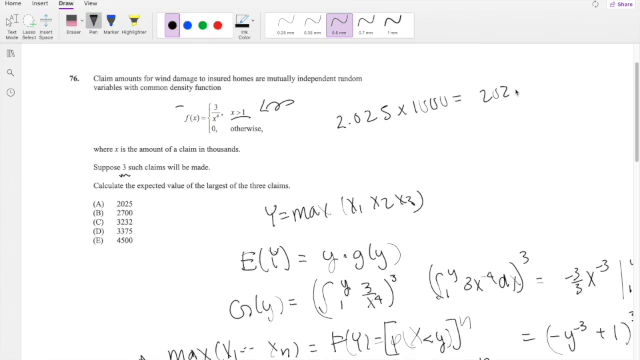 Home Insert Draw View
AI Text Mode Lasso Select Insert Space Eraser Pen Marker Highlighter
0.25 mm 0.35 mm 0.5 mm 0.7 mm 1 mm
76. Claim amounts for wind damage to insured homes are mutually independent random
variables with common density function
f(x) = { 3/x⁴, x > 1
0, otherwise,
2.025 × 1000 = 202
where x is the amount of a claim in thousands.
Suppose 3 such claims will be made.
Calculate the expected value of the largest of the three claims.
(A) 2025
(B) 2700
(C) 3232
(D) 3375
(E) 4500
Y = max (x1 x2 x3)
E(Y) = y · g(y)
G(y) = (∫₁^y 3/x⁴)³ (∫₁^y 3x⁻⁴ dx)³ = -3/3 x⁻³ |
max (x1 ... xn) = F(Y) = [P(X<y)]ⁿ = (-y⁻³ + 1)³